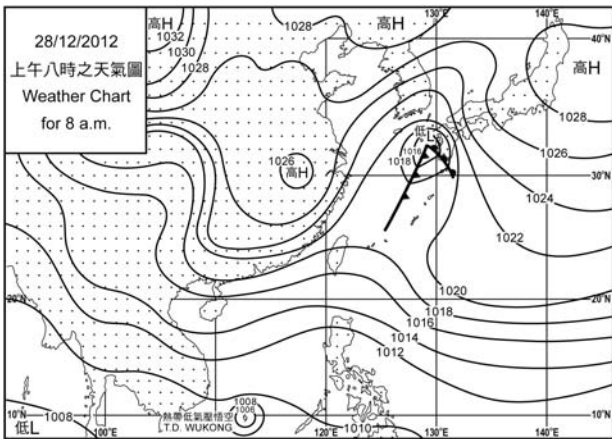 28/12/2012
上午八時之天氣圖
Weather Chart
for 8 a.m.
高H
1032
1030
1028
1028
高H
130°E
140°E
40°N
40°N
高H
1028
低L
1016
1018
1026
1026
高H
30°N
1024
1022
1020
20°N
1018
20°N
1016
1014
1012
1008
1006
1008
熱帶低氣壓悟空
T.D. WUKONG
10°N
10°N
低L
100°E
120°E
1010
130°E
140°E